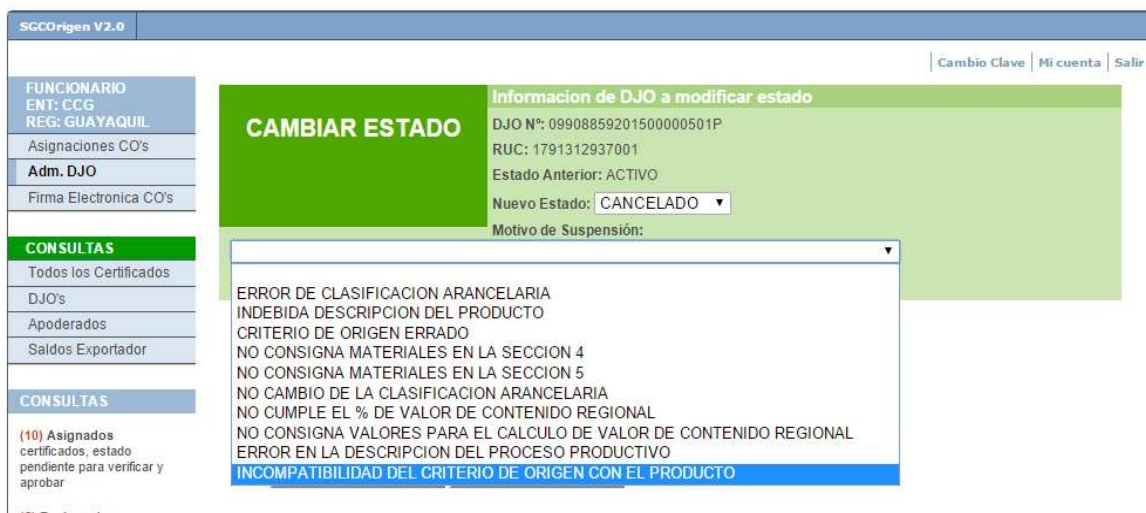 SGCOrigen V2.0
Cambio Clave | Mi cuenta | Salir
FUNCIONARIO
ENT: CCG
REG: GUAYAQUIL
Asignaciones CO's
Adm. DJO
Firma Electronica CO's
CONSULTAS
Todos los Certificados
DJO's
Apoderados
Saldos Exportador
CONSULTAS
(10) Asignados
certificados, estado
pendiente para verificar y
aprobar
CAMBIAR ESTADO
Informacion de DJO a modificar estado
DJO Nº: 09908859201500000501P
RUC: 1791312937001
Estado Anterior: ACTIVO
Nuevo Estado: CANCELADO
Motivo de Suspensión:
ERROR DE CLASIFICACION ARANCELARIA
INDEBIDA DESCRIPCION DEL PRODUCTO
CRITERIO DE ORIGEN ERRADO
NO CONSIGNA MATERIALES EN LA SECCION 4
NO CONSIGNA MATERIALES EN LA SECCION 5
NO CAMBIO DE LA CLASIFICACION ARANCELARIA
NO CUMPLE EL % DE VALOR DE CONTENIDO REGIONAL
NO CONSIGNA VALORES PARA EL CALCULO DE VALOR DE CONTENIDO REGIONAL
ERROR EN LA DESCRIPCION DEL PROCESO PRODUCTIVO
INCOMPATIBILIDAD DEL CRITERIO DE ORIGEN CON EL PRODUCTO